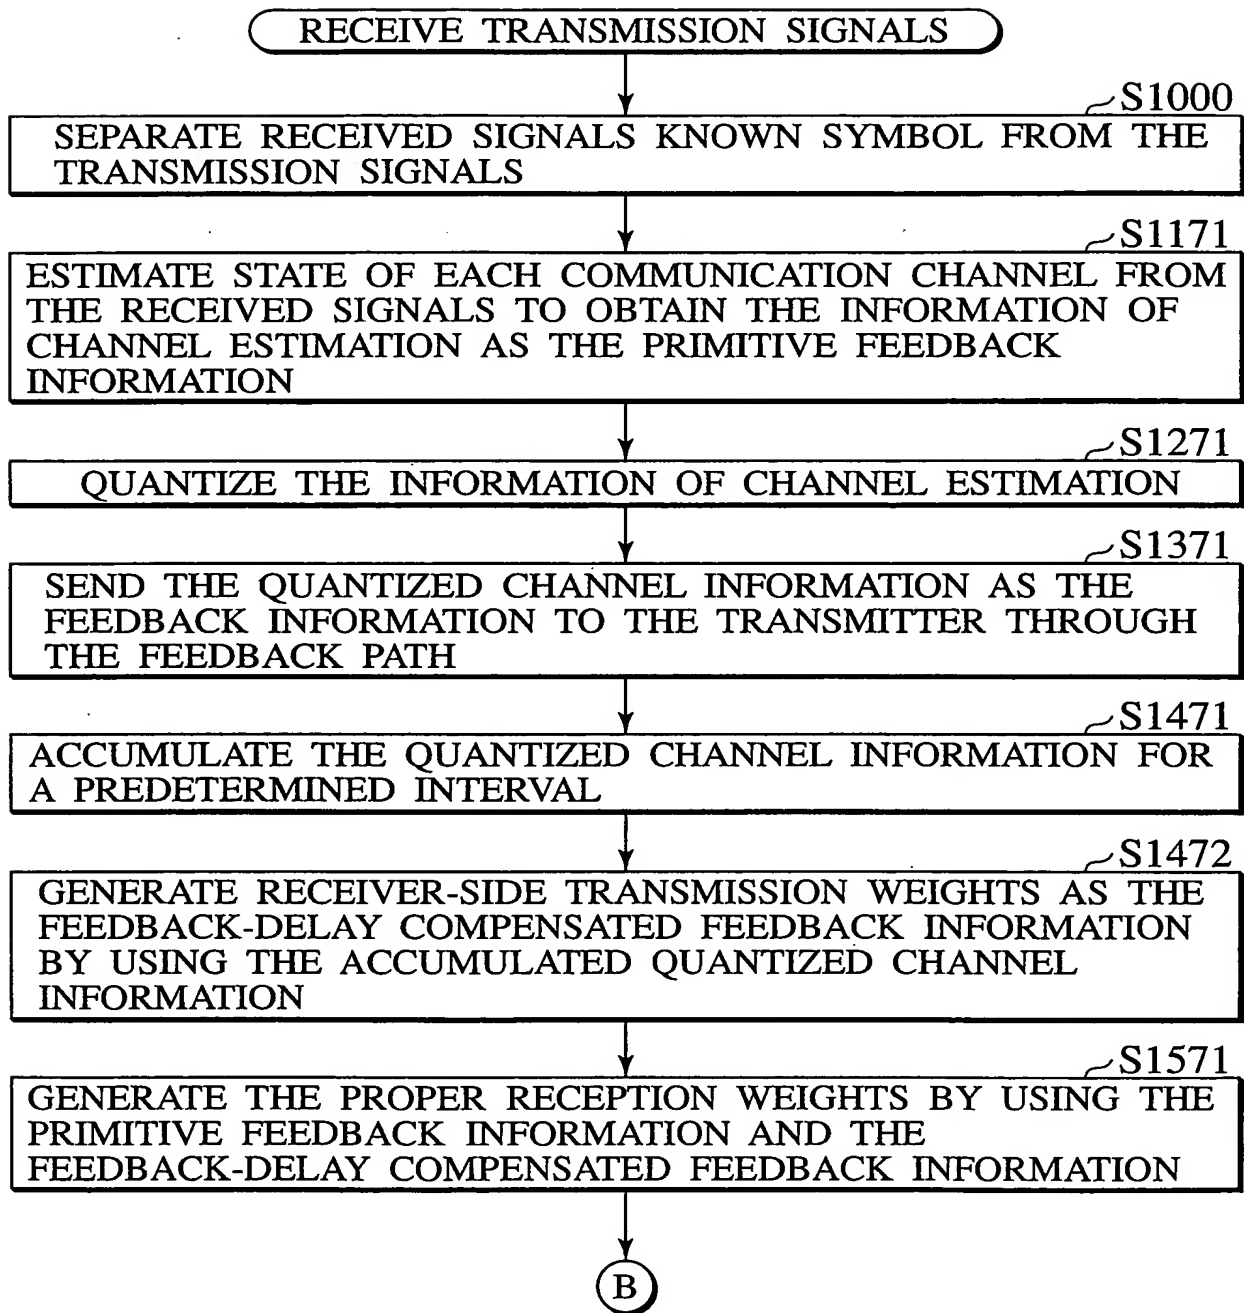 RECEIVE TRANSMISSION SIGNALS
S1000
SEPARATE RECEIVED SIGNALS KNOWN SYMBOL FROM THE
TRANSMISSION SIGNALS
S1171
ESTIMATE STATE OF EACH COMMUNICATION CHANNEL FROM
THE RECEIVED SIGNALS TO OBTAIN THE INFORMATION OF
CHANNEL ESTIMATION AS THE PRIMITIVE FEEDBACK
INFORMATION
S1271
QUANTIZE THE INFORMATION OF CHANNEL ESTIMATION
S1371
SEND THE QUANTIZED CHANNEL INFORMATION AS THE
FEEDBACK INFORMATION TO THE TRANSMITTER THROUGH
THE FEEDBACK PATH
S1471
ACCUMULATE THE QUANTIZED CHANNEL INFORMATION FOR
A PREDETERMINED INTERVAL
S1472
GENERATE RECEIVER-SIDE TRANSMISSION WEIGHTS AS THE
FEEDBACK-DELAY COMPENSATED FEEDBACK INFORMATION
BY USING THE ACCUMULATED QUANTIZED CHANNEL
INFORMATION
S1571
GENERATE THE PROPER RECEPTION WEIGHTS BY USING THE
PRIMITIVE FEEDBACK INFORMATION AND THE
FEEDBACK-DELAY COMPENSATED FEEDBACK INFORMATION
B